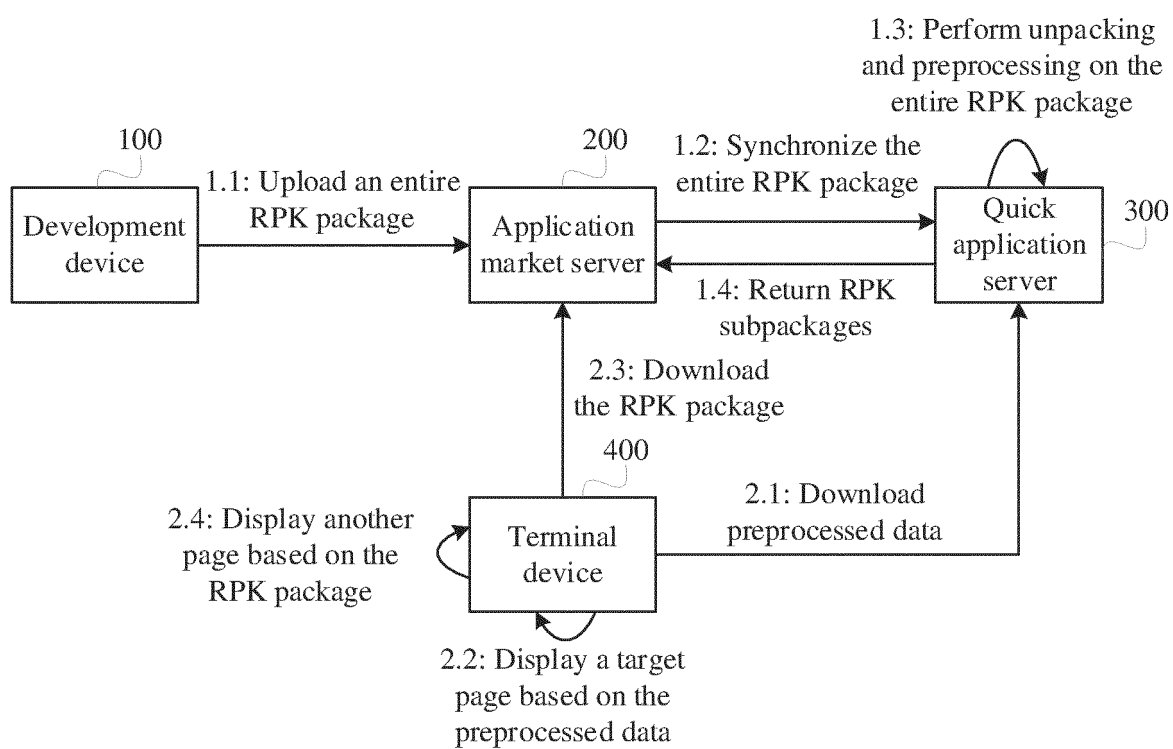 1.3: Perform unpacking
and preprocessing on the
entire RPK package
100
200
1.1: Upload an entire
RPK package
1.2: Synchronize the
entire RPK package
Development
device
Application
market server
Quick
application
server
300
1.4: Return RPK
subpackages
2.3: Download
the RPK package
400
2.4: Display another
page based on the
RPK package
Terminal
device
2.1: Download
preprocessed data
2.2: Display a target
page based on the
preprocessed data